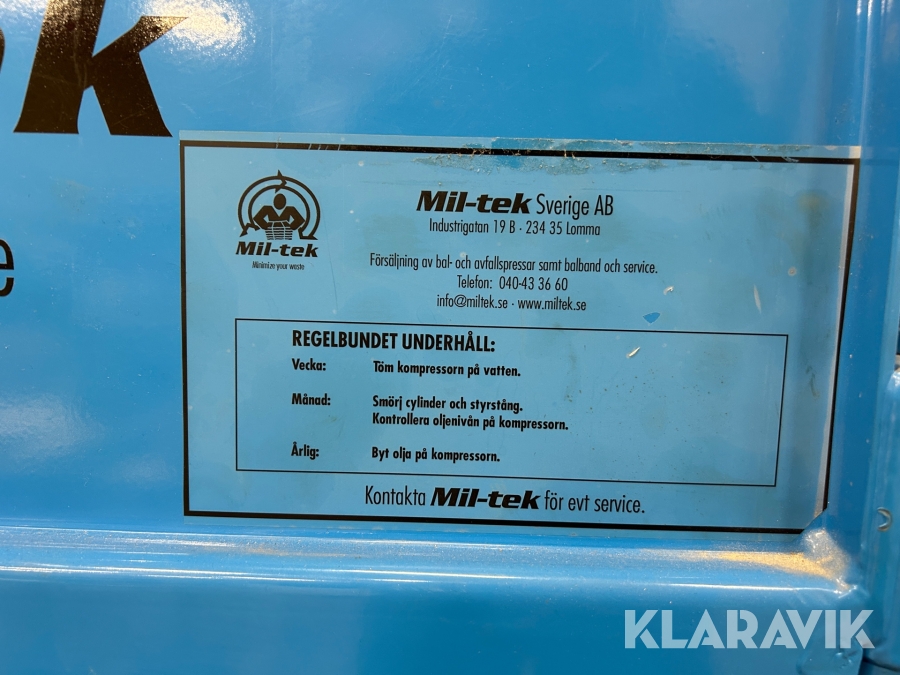 k
e
Mil-tek
Minimize your waste
Mil-tek Sverige AB
Industrigatan 19 B · 234 35 Lomma
Försäljning av bal- och avfallspressar samt balband och service.
Telefon: 040-43 36 60
info@miltek.se · www.miltek.se
REGELBUNDET UNDERHÅLL:
Vecka: Töm kompressorn på vatten.
Månad: Smörj cylinder och styrstång.
Kontrollera oljenivån på kompressorn.
Årlig: Byt olja på kompressorn.
Kontakta Mil-tek för evt service.
KLARAVIK